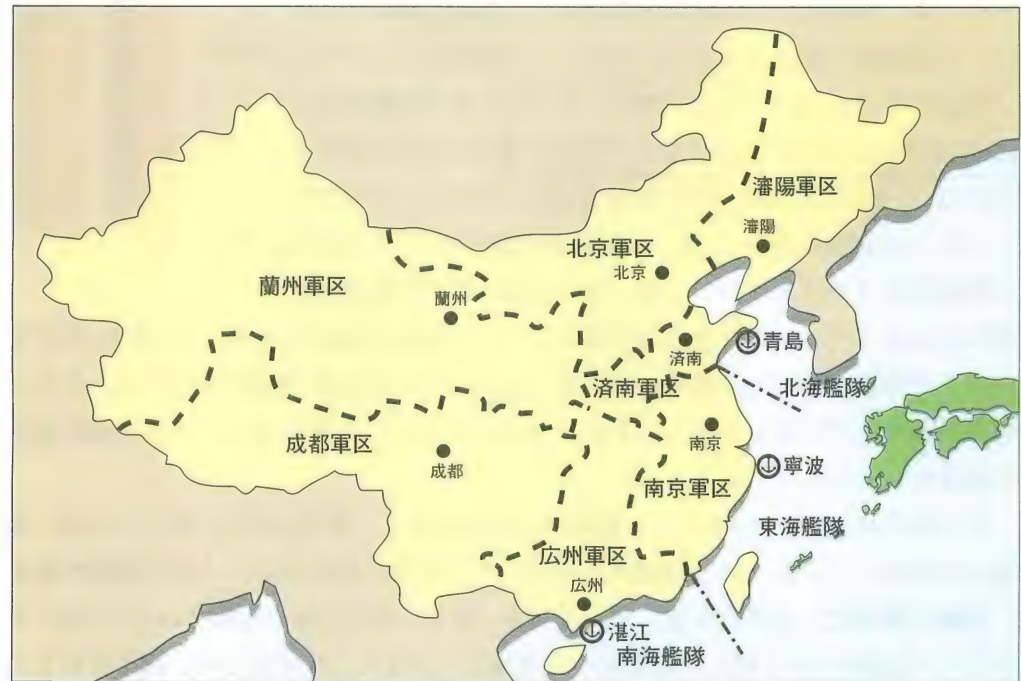 瀋陽軍区
瀋陽
北京軍区
北京
蘭州軍区
蘭州
済南
青島
済南軍区
北海艦隊
成都軍区
成都
南京
寧波
南京軍区
東海艦隊
広州軍区
広州
湛江
南海艦隊